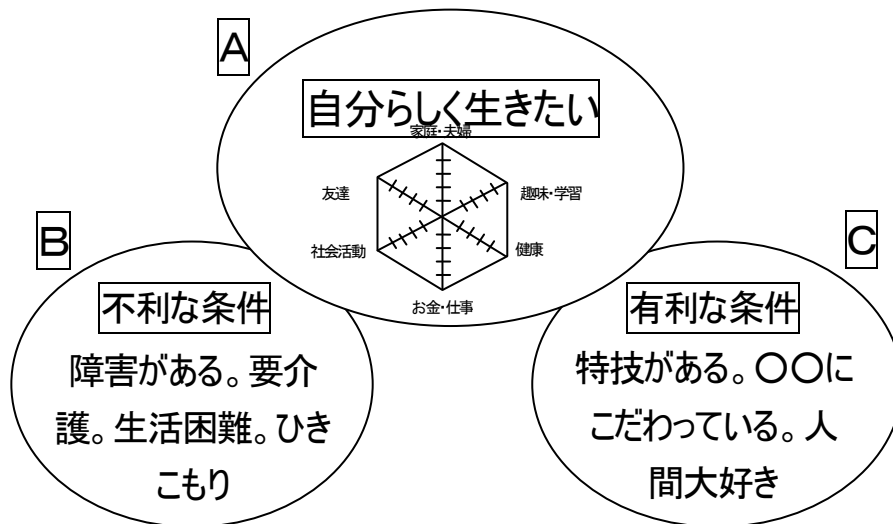 A
自分らしく生きたい
家庭・夫婦
友達
趣味・学習
社会活動
健康
お金・仕事
B
不利な条件
障害がある。要介
護。生活困難。ひき
こもり
C
有利な条件
特技がある。〇〇に
こだわっている。人
間大好き